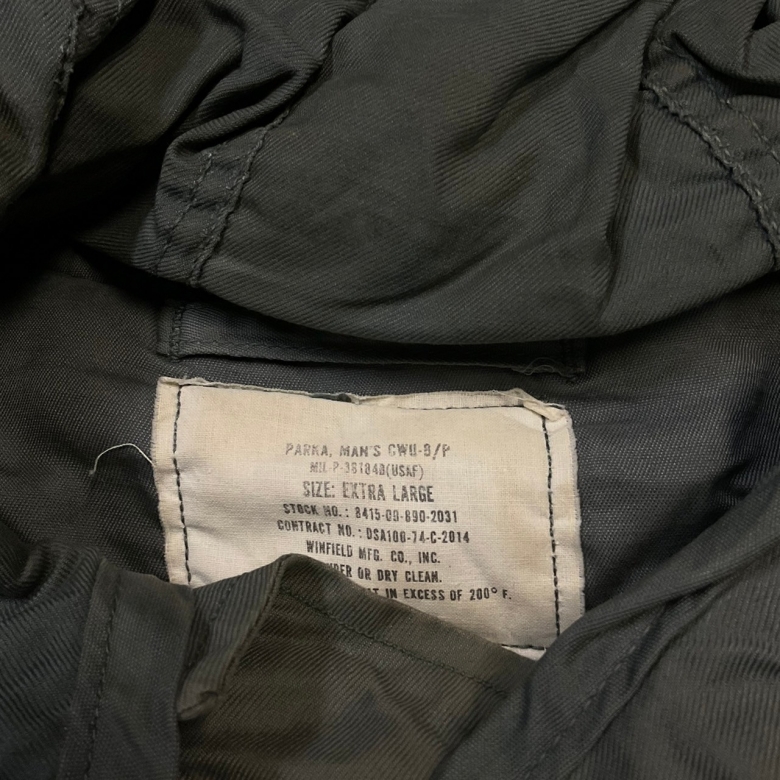 PARKA, MAN'S CWU-8/P
MIL-P-38184B(USAF)
SIZE: EXTRA LARGE
STOCK NO.: 8415-00-890-2031
CONTRACT NO.: DSA100-74-C-2014
WINFIELD MFG. CO., INC.
OR DRY CLEAN.
IN EXCESS OF 200° F.